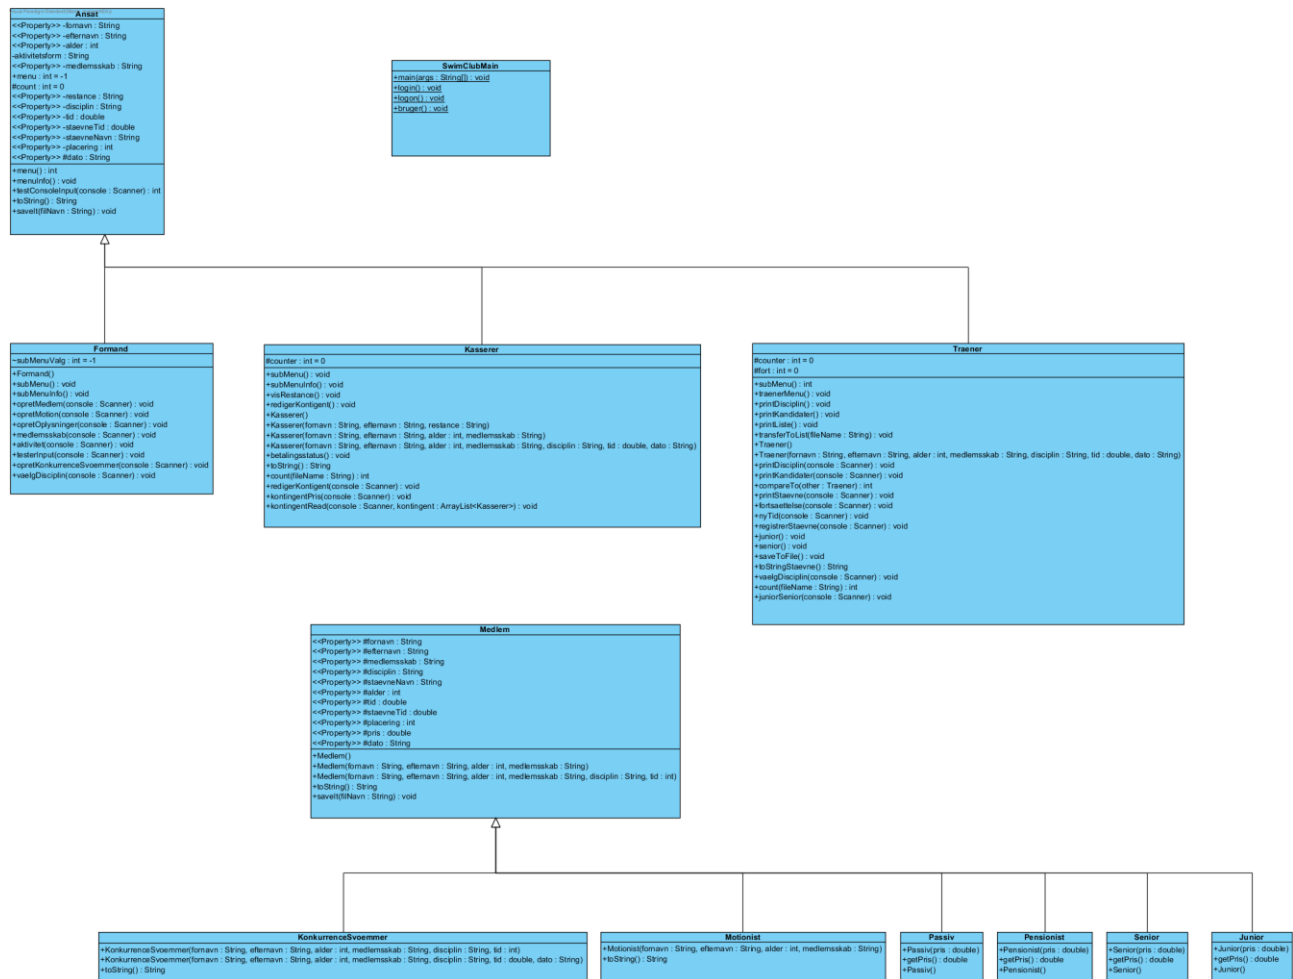 Ansat
<<Property>> -fornavn : String
<<Property>> -efternavn : String
<<Property>> -alder : int
-aktivitetsform : String
<<Property>> -medlemsskab : String
+menu : int = -1
#count : int = 0
<<Property>> -restance : String
<<Property>> -disciplin : String
<<Property>> -tid : double
<<Property>> -staevneTid : double
<<Property>> -staevneNavn : String
<<Property>> -placering : int
<<Property>> #dato : String
+menu() : int
+menuInfo() : void
+testConsoleInput(console : Scanner) : int
+toString() : String
+saveIt(filNavn : String) : void
SwimClubMain
+main(args : String[]) : void
+login() : void
+logon() : void
+bruger() : void
Formand
~subMenuValg : int = -1
+Formand()
+subMenu() : void
+subMenuInfo() : void
+opretMedlem(console : Scanner) : void
+opretMotion(console : Scanner) : void
+opretOplysninger(console : Scanner) : void
+medlemsskab(console : Scanner) : void
+aktivitet(console : Scanner) : void
+testerInput(console : Scanner) : void
+opretKonkurrenceSvoemmer(console : Scanner) : void
+vaelgDisciplin(console : Scanner) : void
Kasserer
#counter : int = 0
+subMenu() : void
+subMenuInfo() : void
+visRestance() : void
+redigerKontigent() : void
+Kasserer()
+Kasserer(fornavn : String, efternavn : String, restance : String)
+Kasserer(fornavn : String, efternavn : String, alder : int, medlemsskab : String)
+Kasserer(fornavn : String, efternavn : String, alder : int, medlemsskab : String, disciplin : String, tid : double, dato : String)
+betalingsstatus() : void
+toString() : String
+count(fileName : String) : int
+redigerKontigent(console : Scanner) : void
+kontingentPris(console : Scanner) : void
+kontingentRead(console : Scanner, kontingent : ArrayList<Kasserer>) : void
Traener
#counter : int = 0
#fort : int = 0
+subMenu() : int
+traenerMenu() : void
+printDisciplin() : void
+printKandidater() : void
+printListe() : void
+transferToList(fileName : String) : void
+Traener()
+Traener(fornavn : String, efternavn : String, alder : int, medlemsskab : String, disciplin : String, tid : double, dato : String)
+printDisciplin(console : Scanner) : void
+printKandidater(console : Scanner) : void
+compareTo(other : Traener) : int
+printStaevne(console : Scanner) : void
+fortsaettelse(console : Scanner) : void
+nyTid(console : Scanner) : void
+registrerStaevne(console : Scanner) : void
+junior() : void
+senior() : void
+saveToFile() : void
+toStringStaevne() : String
+vaelgDisciplin(console : Scanner) : void
+count(fileName : String) : int
+juniorSenior(console : Scanner) : void
Medlem
<<Property>> #fornavn : String
<<Property>> #efternavn : String
<<Property>> #medlemsskab : String
<<Property>> #disciplin : String
<<Property>> #staevneNavn : String
<<Property>> #alder : int
<<Property>> #tid : double
<<Property>> #staevneTid : double
<<Property>> #placering : int
<<Property>> #pris : double
<<Property>> #dato : String
+Medlem()
+Medlem(fornavn : String, efternavn : String, alder : int, medlemsskab : String)
+Medlem(fornavn : String, efternavn : String, alder : int, medlemsskab : String, disciplin : String, tid : int)
+toString() : String
+saveIt(filNavn : String) : void
KonkurrenceSvoemmer
+KonkurrenceSvoemmer(fornavn : String, efternavn : String, alder : int, medlemsskab : String, disciplin : String, tid : int)
+KonkurrenceSvoemmer(fornavn : String, efternavn : String, alder : int, medlemsskab : String, disciplin : String, tid : double, dato : String)
+toString() : String
Motionist
+Motionist(fornavn : String, efternavn : String, alder : int, medlemsskab : String)
+toString() : String
Passiv
+Passiv(pris : double)
+getPris() : double
+Passiv()
Pensionist
+Pensionist(pris : double)
+getPris() : double
+Pensionist()
Senior
+Senior(pris : double)
+getPris() : double
+Senior()
Junior
+Junior(pris : double)
+getPris() : double
+Junior()